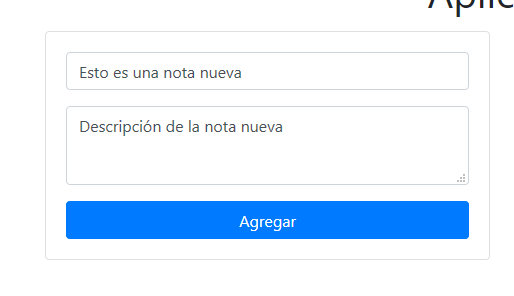 Esto es una nota nueva
Descripción de la nota nueva
Agregar